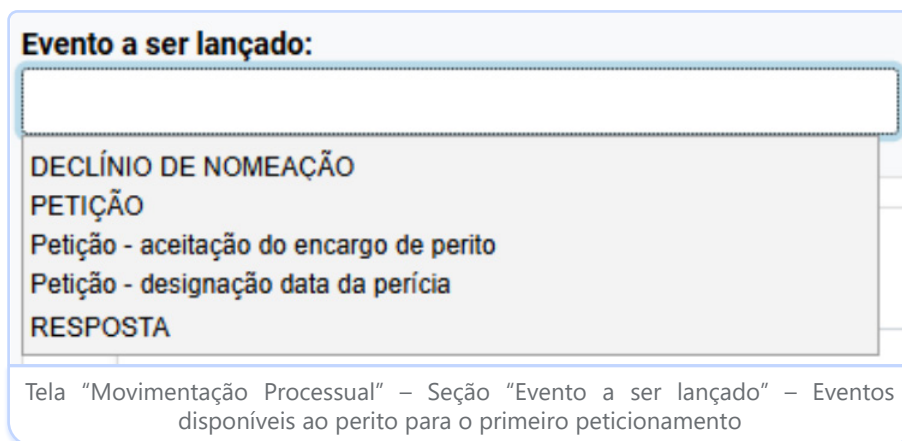 Evento a ser lançado:
DECLÍNIO DE NOMEAÇÃO
PETIÇÃO
Petição - aceitação do encargo de perito
Petição - designação data da perícia
RESPOSTA
Tela “Movimentação Processual” – Seção “Evento a ser lançado” – Eventos
disponíveis ao perito para o primeiro peticionamento